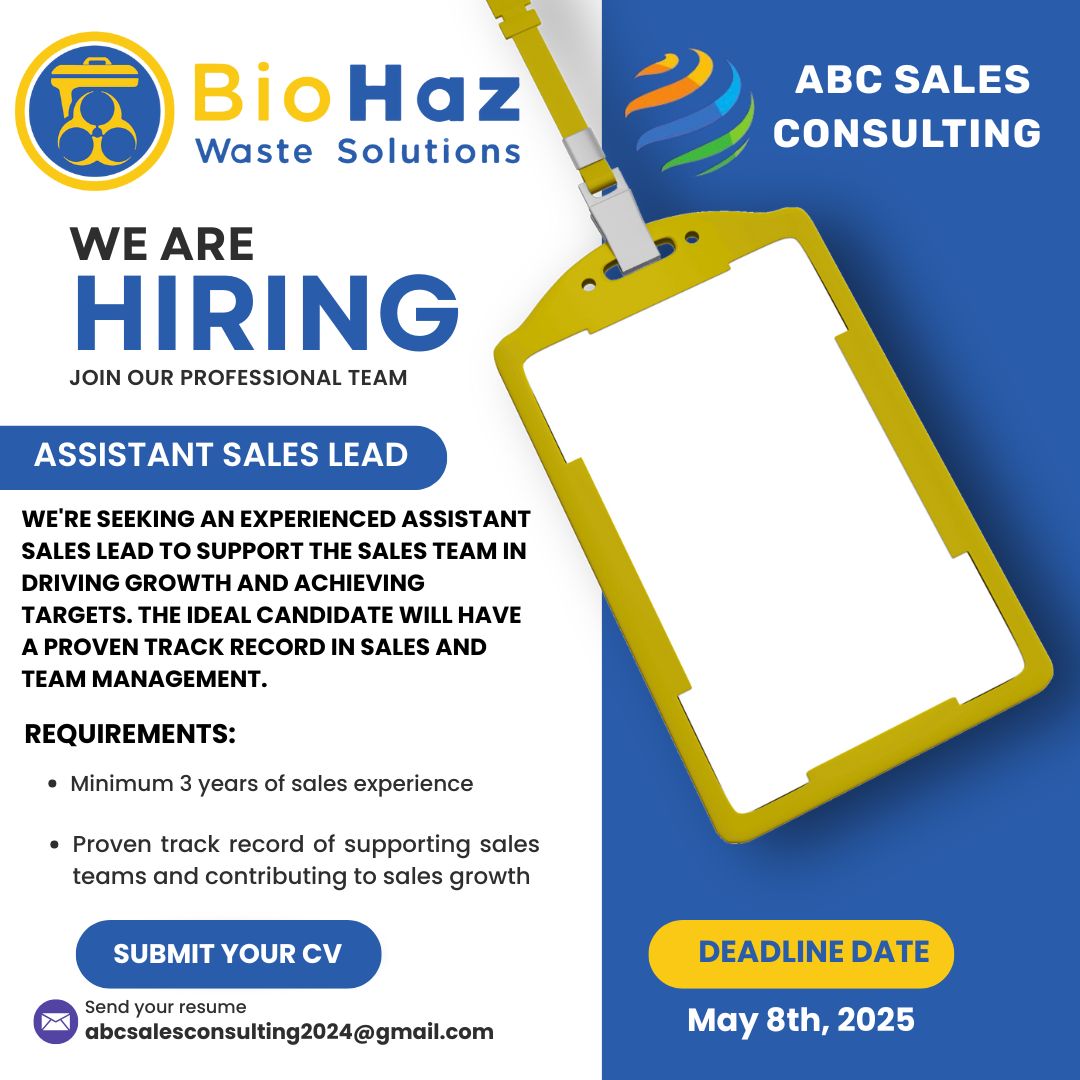 BioHaz
Waste Solutions
ABC SALES
CONSULTING
WE ARE
HIRING
JOIN OUR PROFESSIONAL TEAM
ASSISTANT SALES LEAD
WE'RE SEEKING AN EXPERIENCED ASSISTANT
SALES LEAD TO SUPPORT THE SALES TEAM IN
DRIVING GROWTH AND ACHIEVING
TARGETS. THE IDEAL CANDIDATE WILL HAVE
A PROVEN TRACK RECORD IN SALES AND
TEAM MANAGEMENT.
REQUIREMENTS:
• Minimum 3 years of sales experience
• Proven track record of supporting sales
teams and contributing to sales growth
SUBMIT YOUR CV
Send your resume
abcsalesconsulting2024@gmail.com
DEADLINE DATE
May 8th, 2025